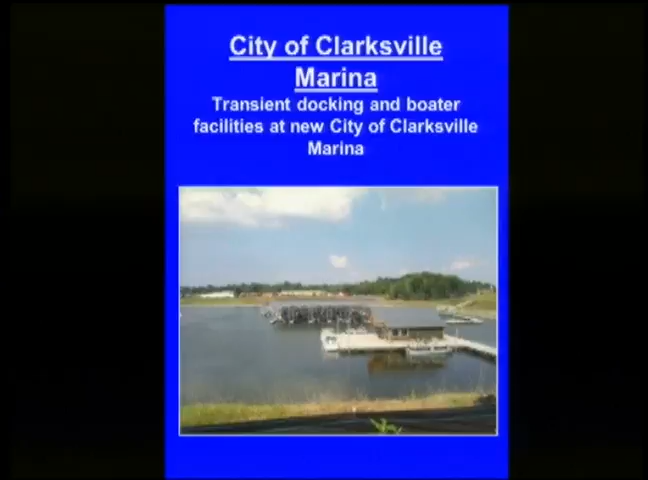 City of Clarksville
Marina
Transient docking and boater
facilities at new City of Clarksville
Marina